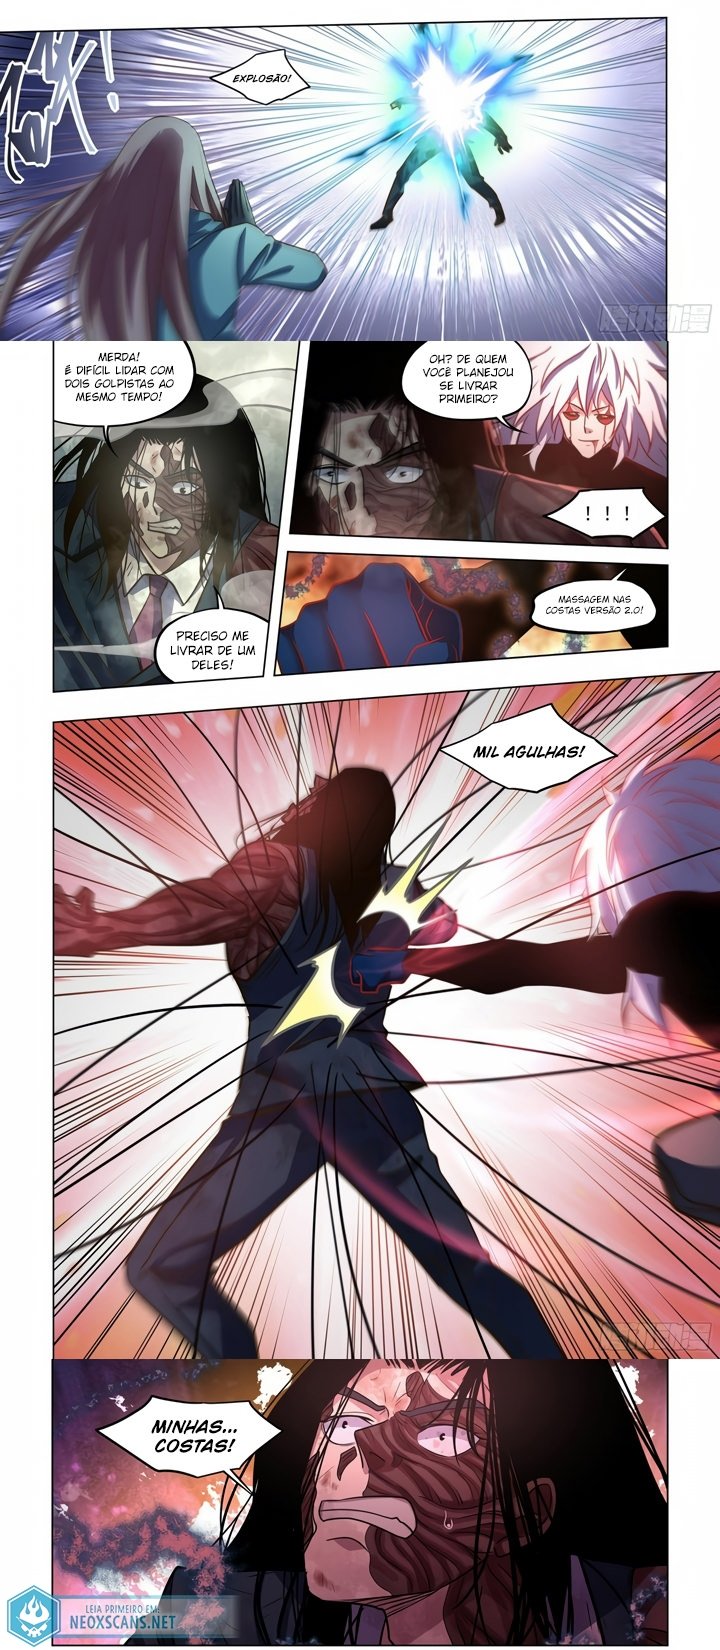 EXPLOSÃO!
MERDA!
É DIFÍCIL LIDAR COM
DOIS GOLPISTAS AO
MESMO TEMPO!
OH? DE QUEM
VOCÊ PLANEJOU
SE LIVRAR
PRIMEIRO?
!!!
PRECISO ME
LIVRAR DE UM
DELES!
MASSAGEM NAS
COSTAS VERSÃO 2.0!
MIL AGULHAS!
MINHAS...
COSTAS!
LEIA PRIMEIRO EM:
NEOXSCANS.NET